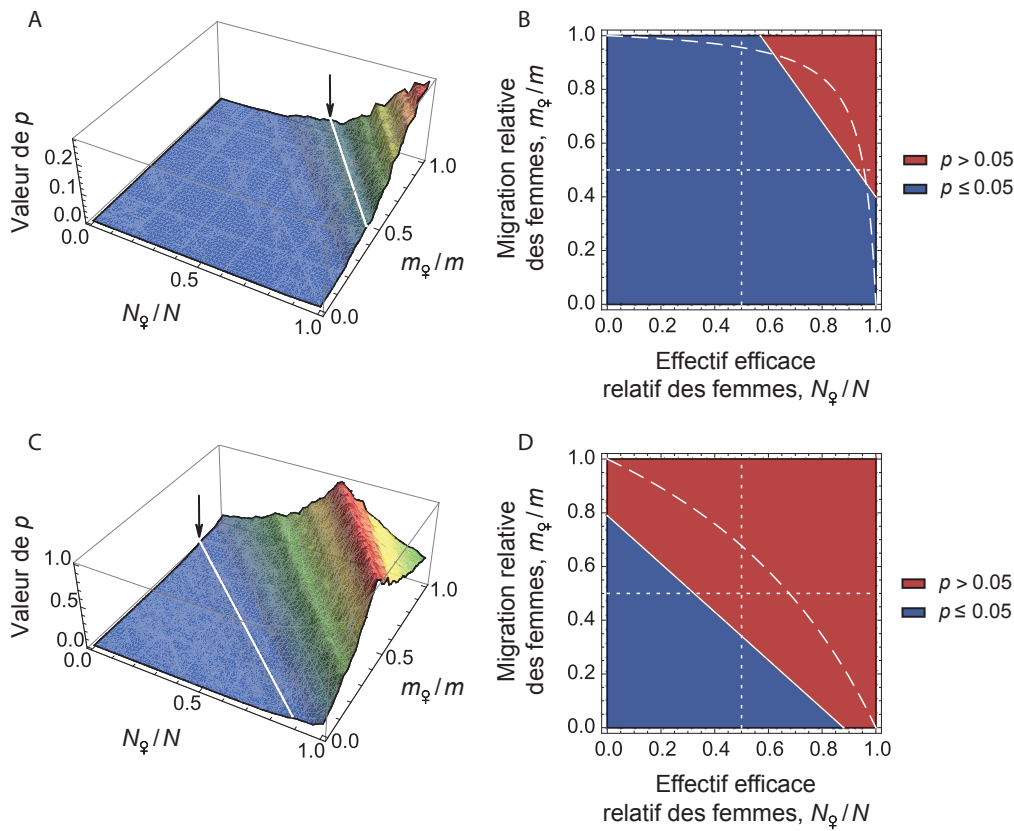 A
Valeur de p
0.2
0.1
0.0
0.0
0.5
1.0
N♀/N
0.0
0.5
1.0
m♀/m
B
Migration relative
des femmes, m♀/m
1.0
0.8
0.6
0.4
0.2
0.0
0.0 0.2 0.4 0.6 0.8 1.0
Effectif efficace
relatif des femmes, N♀/N
p > 0.05
p ≤ 0.05
C
Valeur de p
1.0
0.5
0.0
0.0
0.5
1.0
N♀/N
0.0
0.5
1.0
m♀/m
D
Migration relative
des femmes, m♀/m
1.0
0.8
0.6
0.4
0.2
0.0
0.0 0.2 0.4 0.6 0.8 1.0
Effectif efficace
relatif des femmes, N♀/N
p > 0.05
p ≤ 0.05